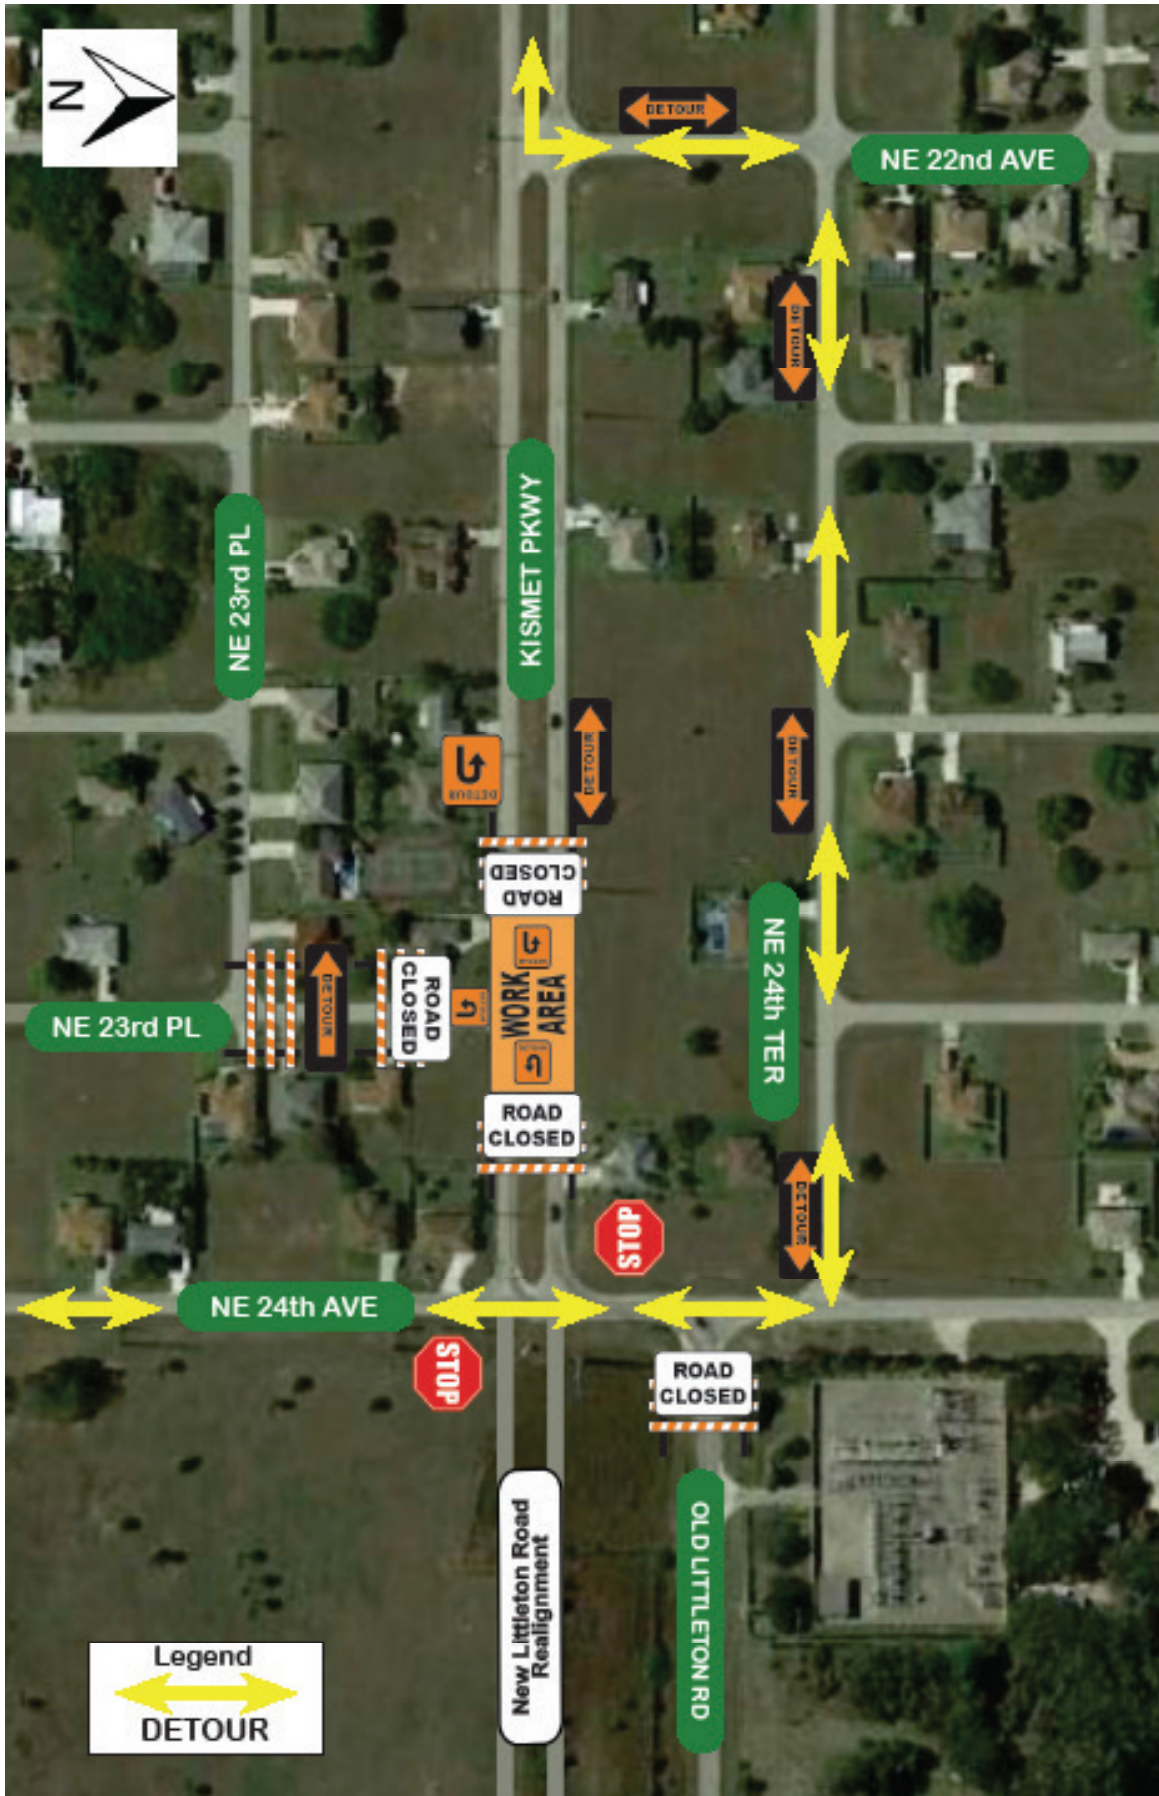 N
DETOUR
NE 22nd AVE
DETOUR
KISMET PKWY
NE 23rd PL
DETOUR
DETOUR
DETOUR
ROAD
CLOSED
NE 24th TER
ROAD
CLOSED
DETOUR
WORK
AREA
NE 23rd PL
ROAD
CLOSED
DETOUR
STOP
NE 24th AVE
STOP
ROAD
CLOSED
New Littleton Road
Realignment
OLD LITTLETON RD
Legend
DETOUR